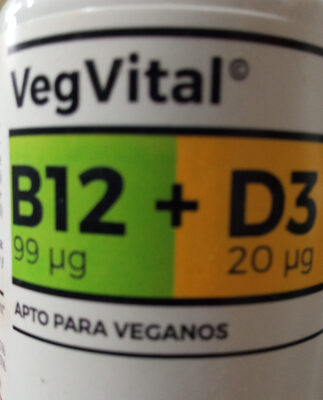 VegVital©
B12 + D3
99 µg 20 µg
APTO PARA VEGANOS